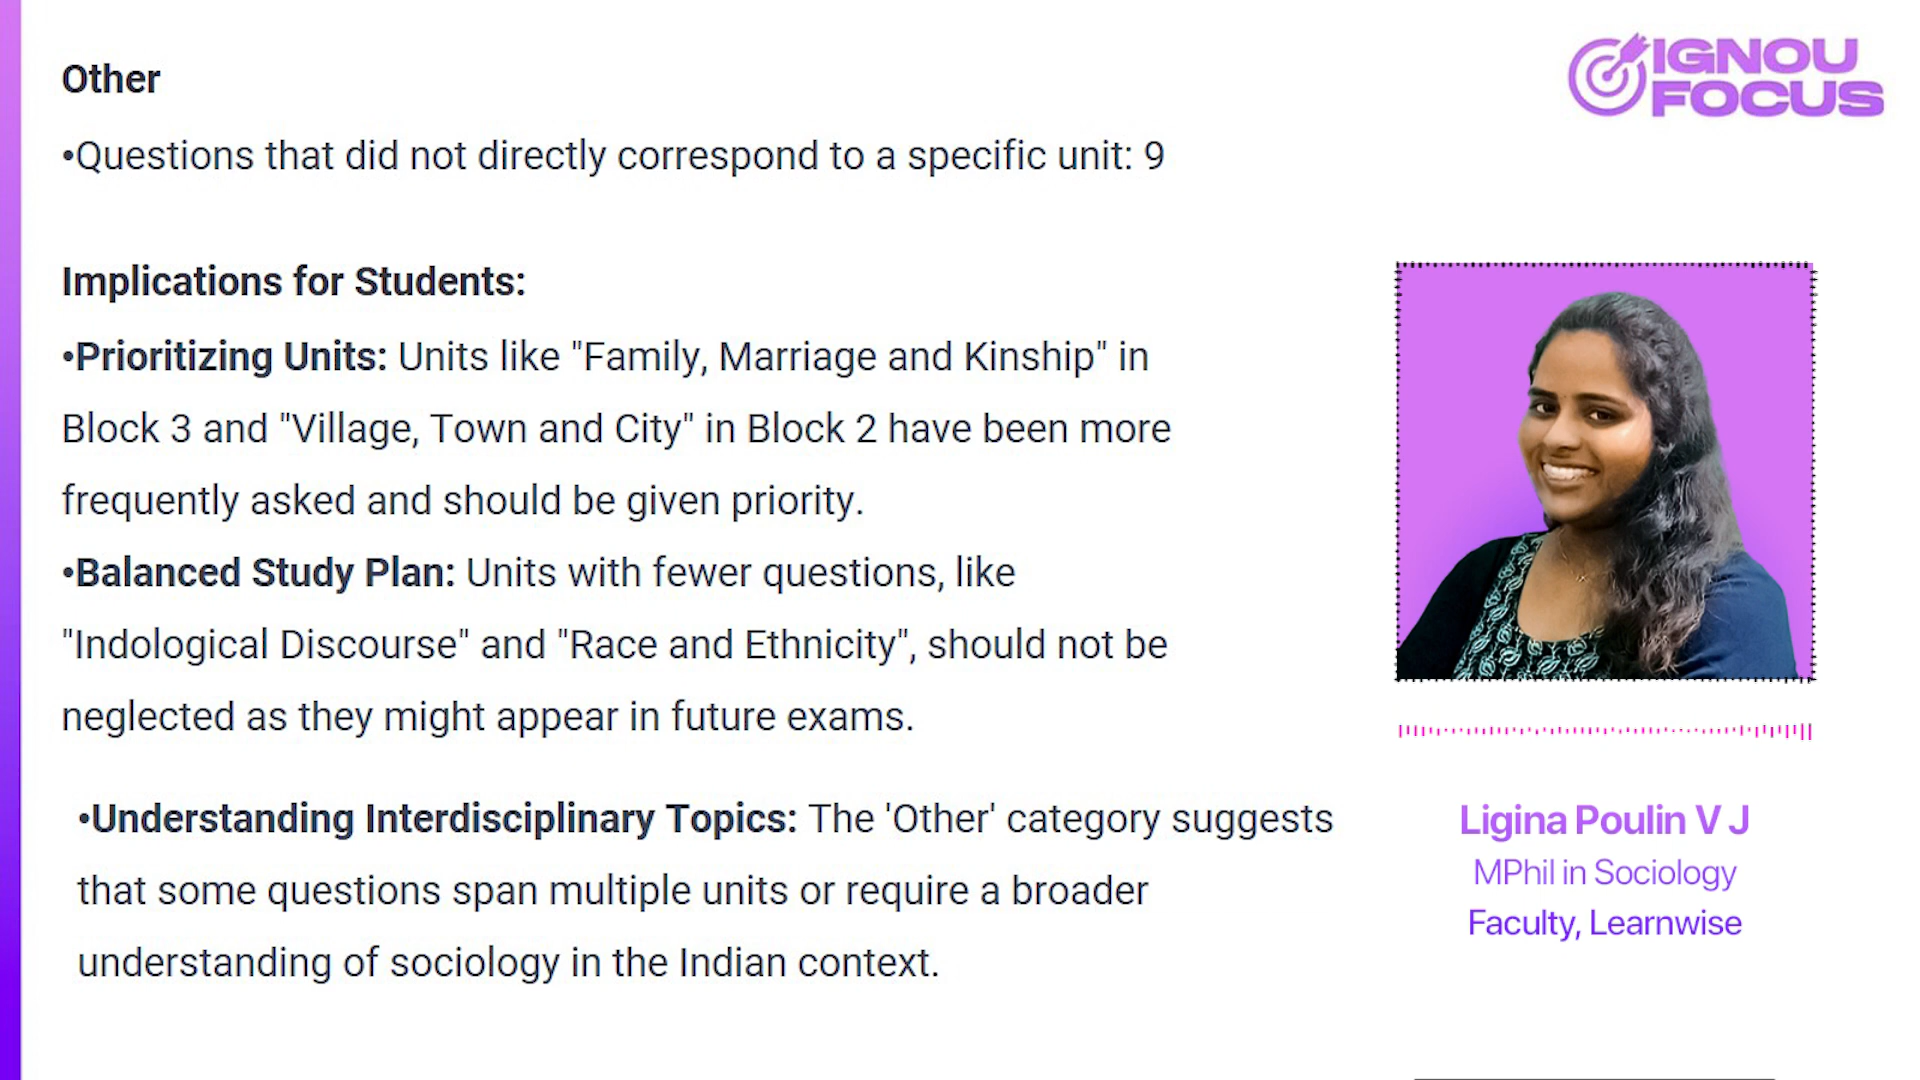 IGNOU
FOCUS
Other
•Questions that did not directly correspond to a specific unit: 9
Implications for Students:
•Prioritizing Units: Units like "Family, Marriage and Kinship" in
Block 3 and "Village, Town and City" in Block 2 have been more
frequently asked and should be given priority.
•Balanced Study Plan: Units with fewer questions, like
"Indological Discourse" and "Race and Ethnicity", should not be
neglected as they might appear in future exams.
•Understanding Interdisciplinary Topics: The 'Other' category suggests
that some questions span multiple units or require a broader
understanding of sociology in the Indian context.
Ligina Poulin V J
MPhil in Sociology
Faculty, Learnwise